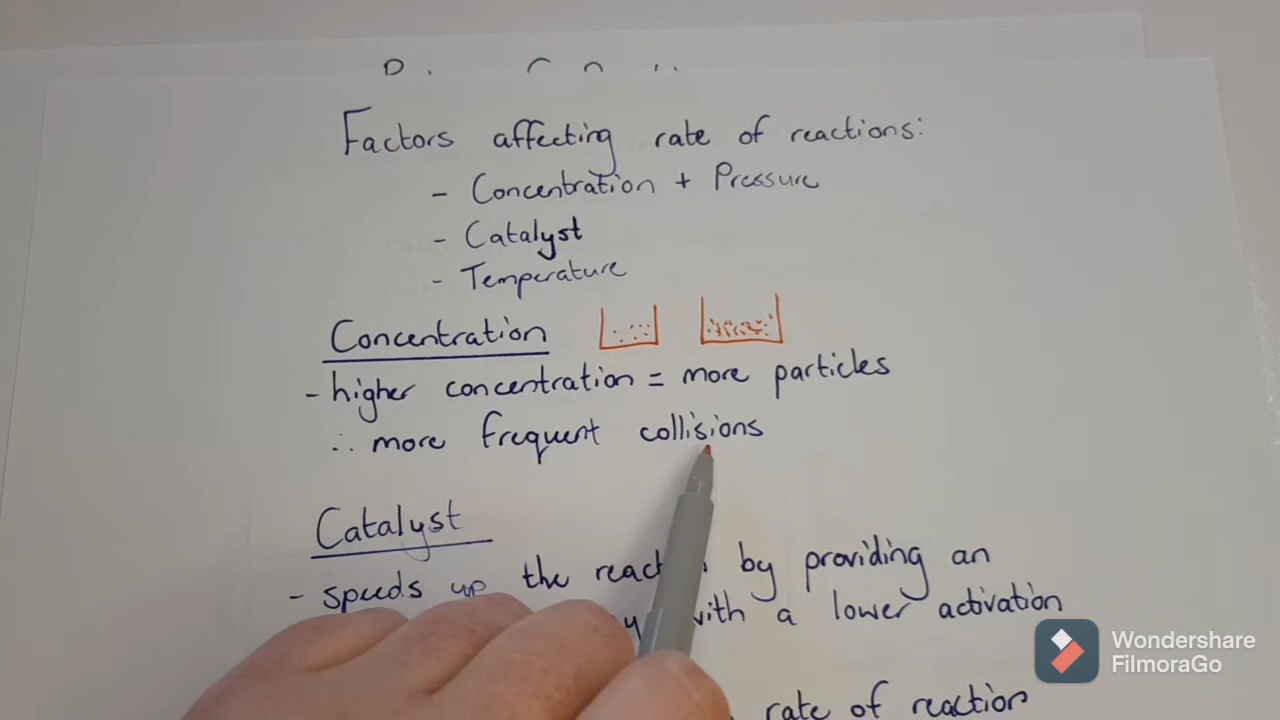 Factors affecting rate of reactions:
- Concentration + Pressure
- Catalyst
- Temperature
Concentration
- higher concentration = more particles
∴ more frequent collisions
Catalyst
- speeds up the by providing an
with a lower activation
rate of reaction
Wondershare
FilmoraGo